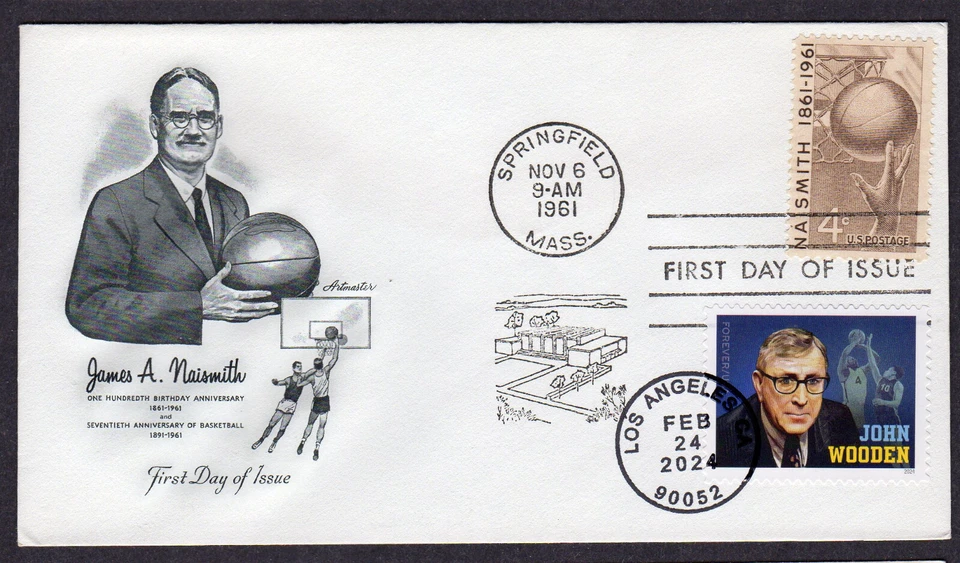 Artmaster
James A. Naismith
ONE HUNDREDTH BIRTHDAY ANNIVERSARY
1861-1961
and
SEVENTIETH ANNIVERSARY OF BASKETBALL
1891-1961
First Day of Issue
SPRINGFIELD
NOV 6
9-AM
1961
MASS.
NAISMITH 1861-1961
4c
U.S. POSTAGE
FIRST DAY OF ISSUE
FOREVER/
A
10
JOHN
WOODEN
LOS ANGELES CA
FEB
24
2024
90052